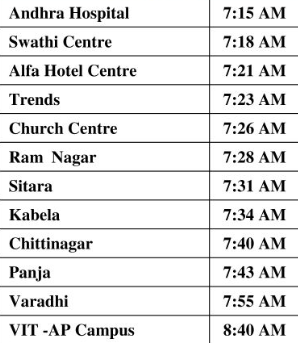 Andhra Hospital 7:15 AM
Swathi Centre 7:18 AM
Alfa Hotel Centre 7:21 AM
Trends 7:23 AM
Church Centre 7:26 AM
Ram  Nagar 7:28 AM
Sitara 7:31 AM
Kabela 7:34 AM
Chittinagar 7:40 AM
Panja 7:43 AM
Varadhi 7:55 AM
VIT -AP Campus 8:40 AM